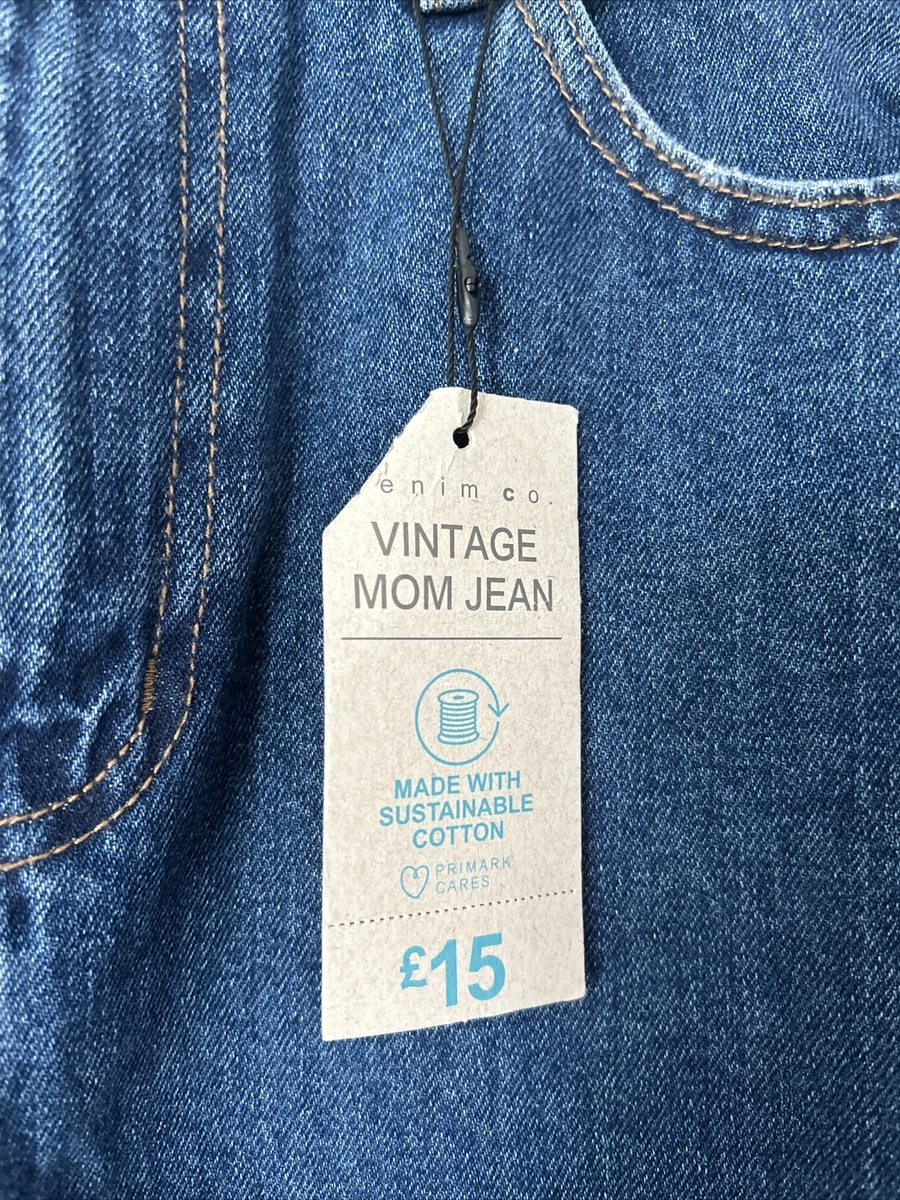 enim co.
VINTAGE
MOM JEAN
MADE WITH
SUSTAINABLE
COTTON
PRIMARK
CARES
£15